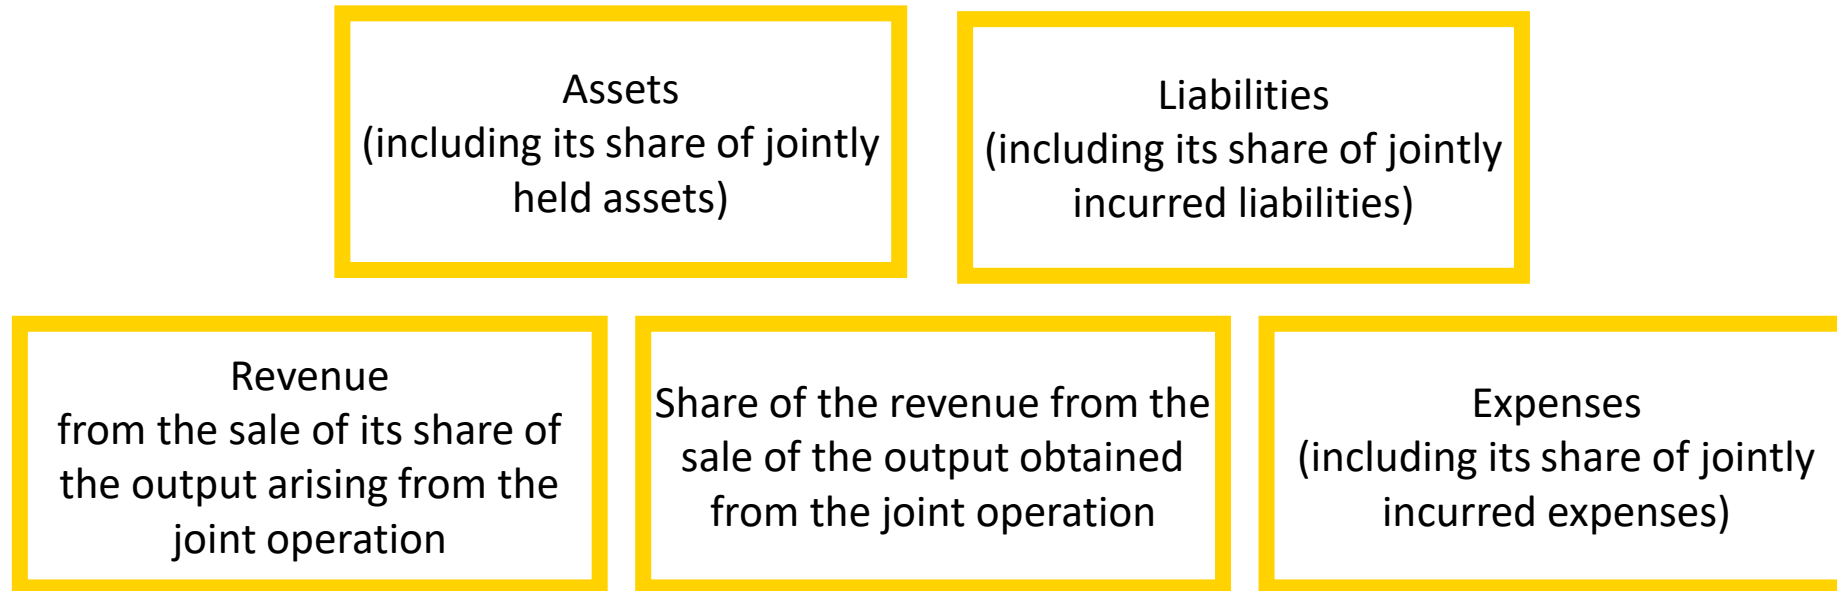 Assets
(including its share of jointly
held assets)
Liabilities
(including its share of jointly
incurred liabilities)
Revenue
from the sale of its share of
the output arising from the
joint operation
Share of the revenue from the
sale of the output obtained
from the joint operation
Expenses
(including its share of jointly
incurred expenses)